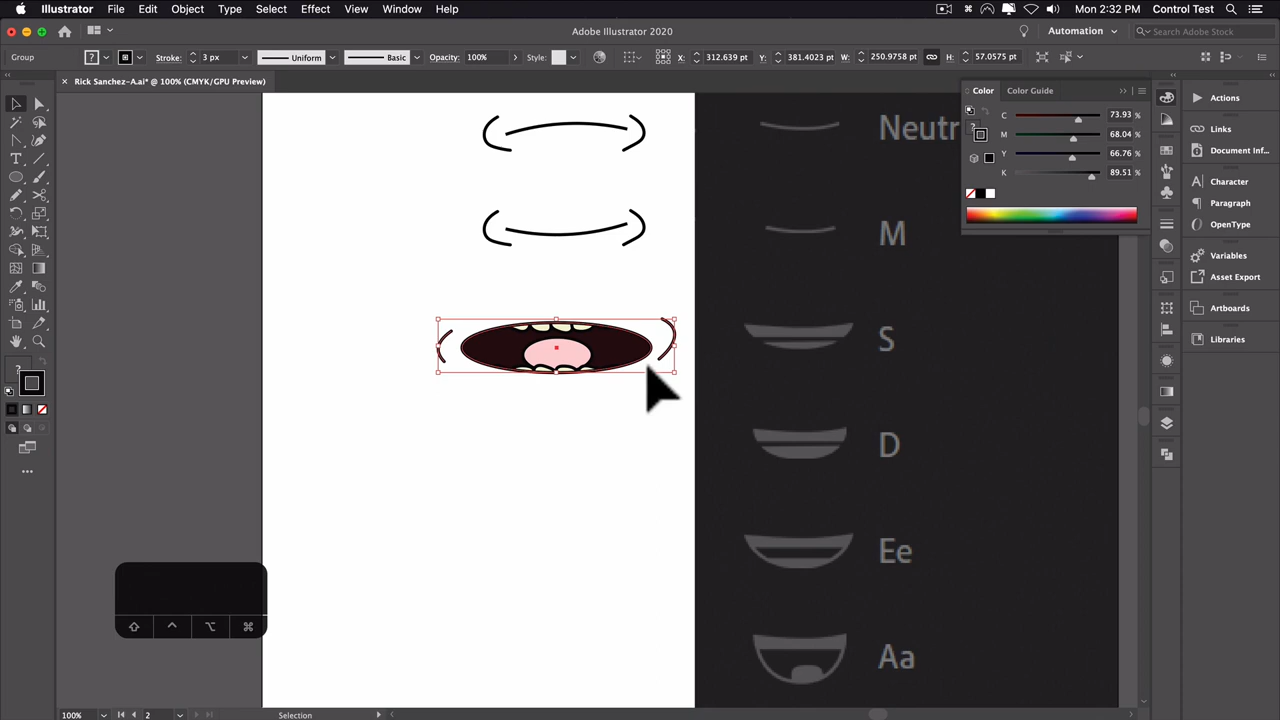 Illustrator File Edit Object Type Select Effect View Window Help Mon 2:32 PM Control Test
Adobe Illustrator 2020 Automation Search Adobe Stock
Group ? Stroke: 3 px Uniform Basic Opacity: 100% Style: X: 312.639 pt Y: 381.4023 pt W: 250.9758 pt H: 57.0575 pt
× Rick Sanchez-A.ai* @ 100% (CMYK/GPU Preview)
Color Color Guide
C 73.93 %
M 68.04 %
Y 66.76 %
K 89.51 %
?
Actions
Links
Document Inf...
Character
Paragraph
OpenType
Variables
Asset Export
Artboards
Libraries
Neutr
M
S
D
Ee
Aa
?
100% 2 Selection